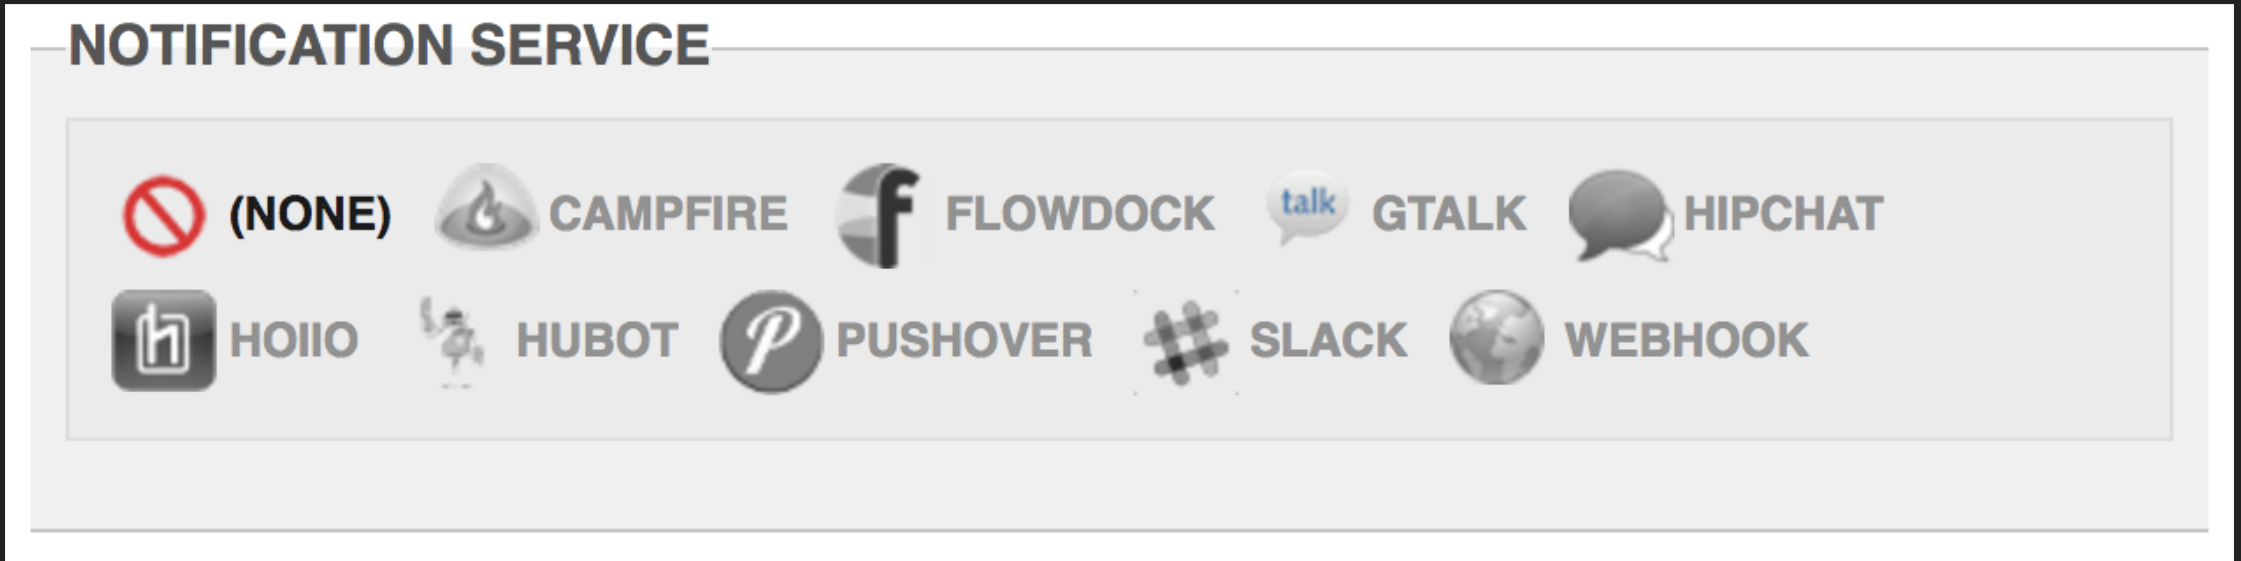 NOTIFICATION SERVICE
(NONE) CAMPFIRE FLOWDOCK talk GTALK HIPCHAT
HOIIO HUBOT PUSHOVER SLACK WEBHOOK